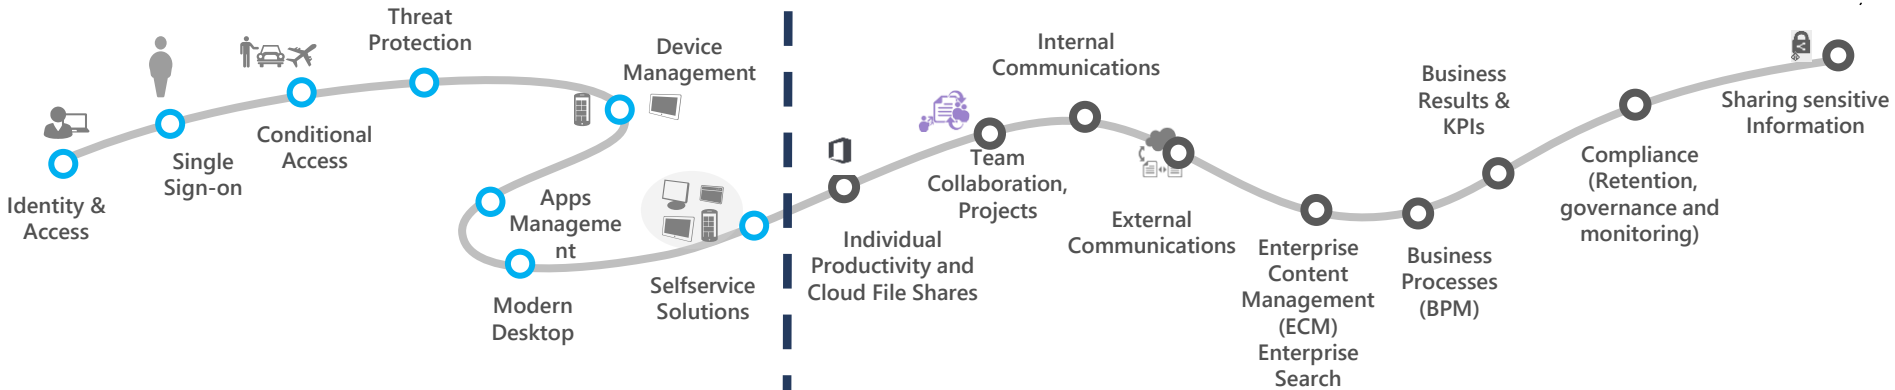 Identity &
Access
Single
Sign-on
Conditional
Access
Threat
Protection
Device
Management
Apps
Manageme
nt
Modern
Desktop
Selfservice
Solutions
Individual
Productivity and
Cloud File Shares
Team
Collaboration,
Projects
Internal
Communications
External
Communications
Enterprise
Content
Management
(ECM)
Enterprise
Search
Business
Processes
(BPM)
Business
Results &
KPIs
Compliance
(Retention,
governance and
monitoring)
Sharing sensitive
Information